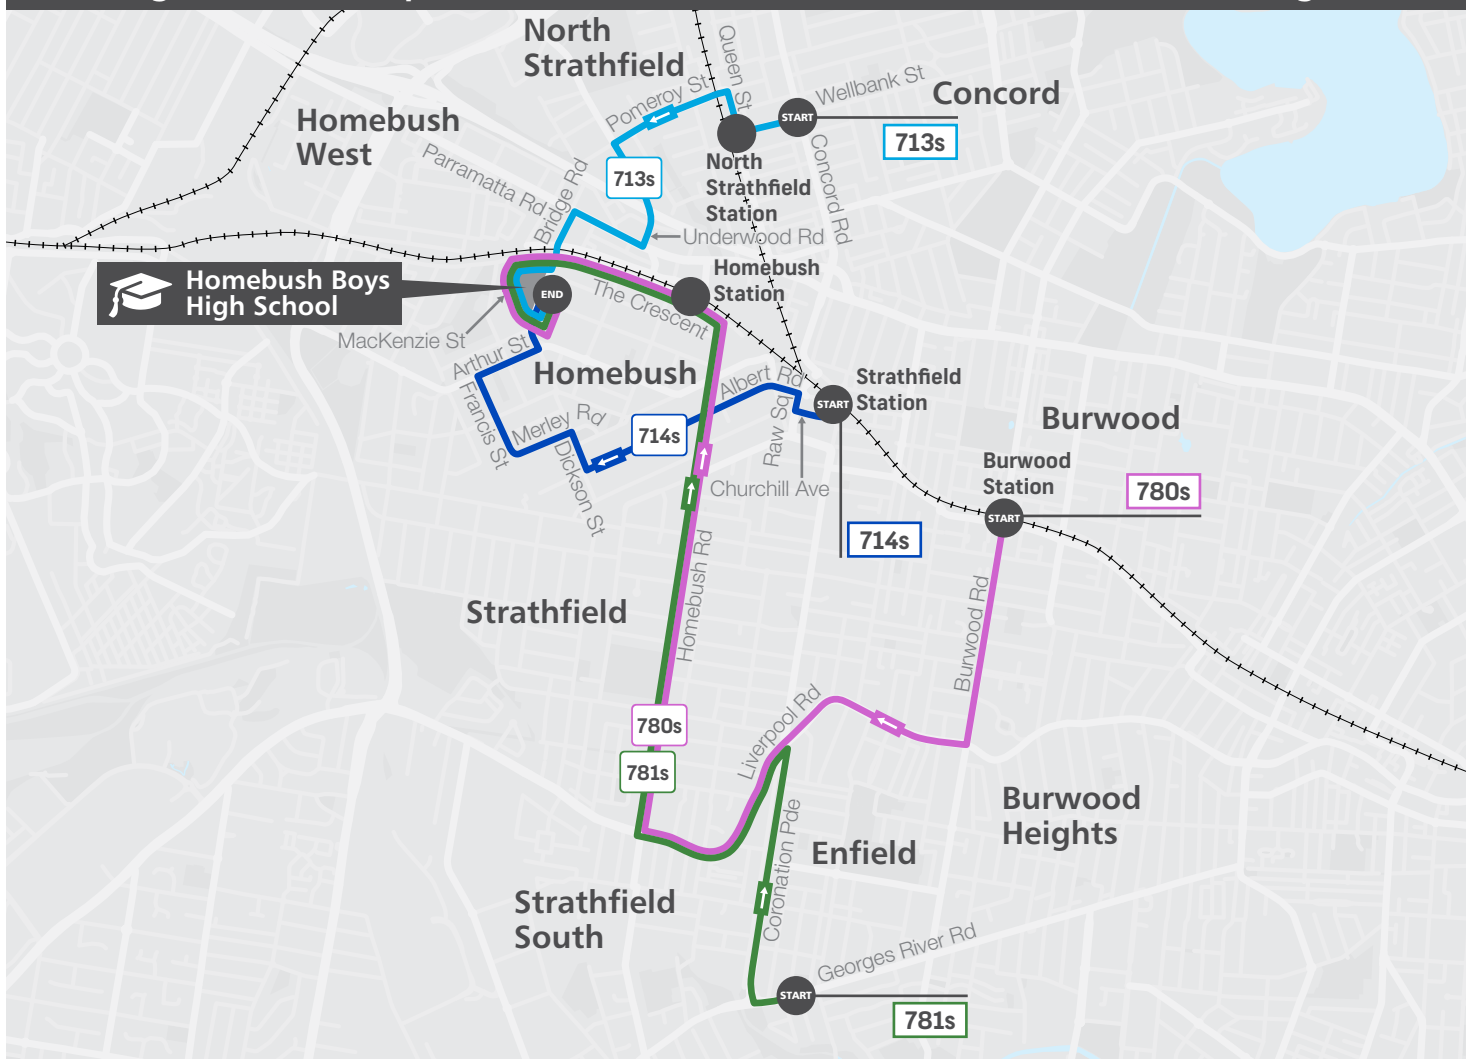 North
Strathfield
Queen St
Wellbank St
Concord
Pomeroy St
START
713s
Homebush
West
Parramatta Rd
Bridge Rd
713s
North
Strathfield
Station
Concord Rd
Underwood Rd
Homebush Boys
High School
END
Homebush
Station
The Crescent
MacKenzie St
Arthur St
Homebush
Albert Rd
Raw Sq
START
Strathfield
Station
Francis St
Merley Rd
714s
Dickson St
Churchill Ave
Burwood
Burwood
Station
START
780s
714s
Homebush Rd
Strathfield
Burwood Rd
Liverpool Rd
780s
781s
Burwood
Heights
Coronation Pde
Enfield
Strathfield
South
Georges River Rd
START
781s